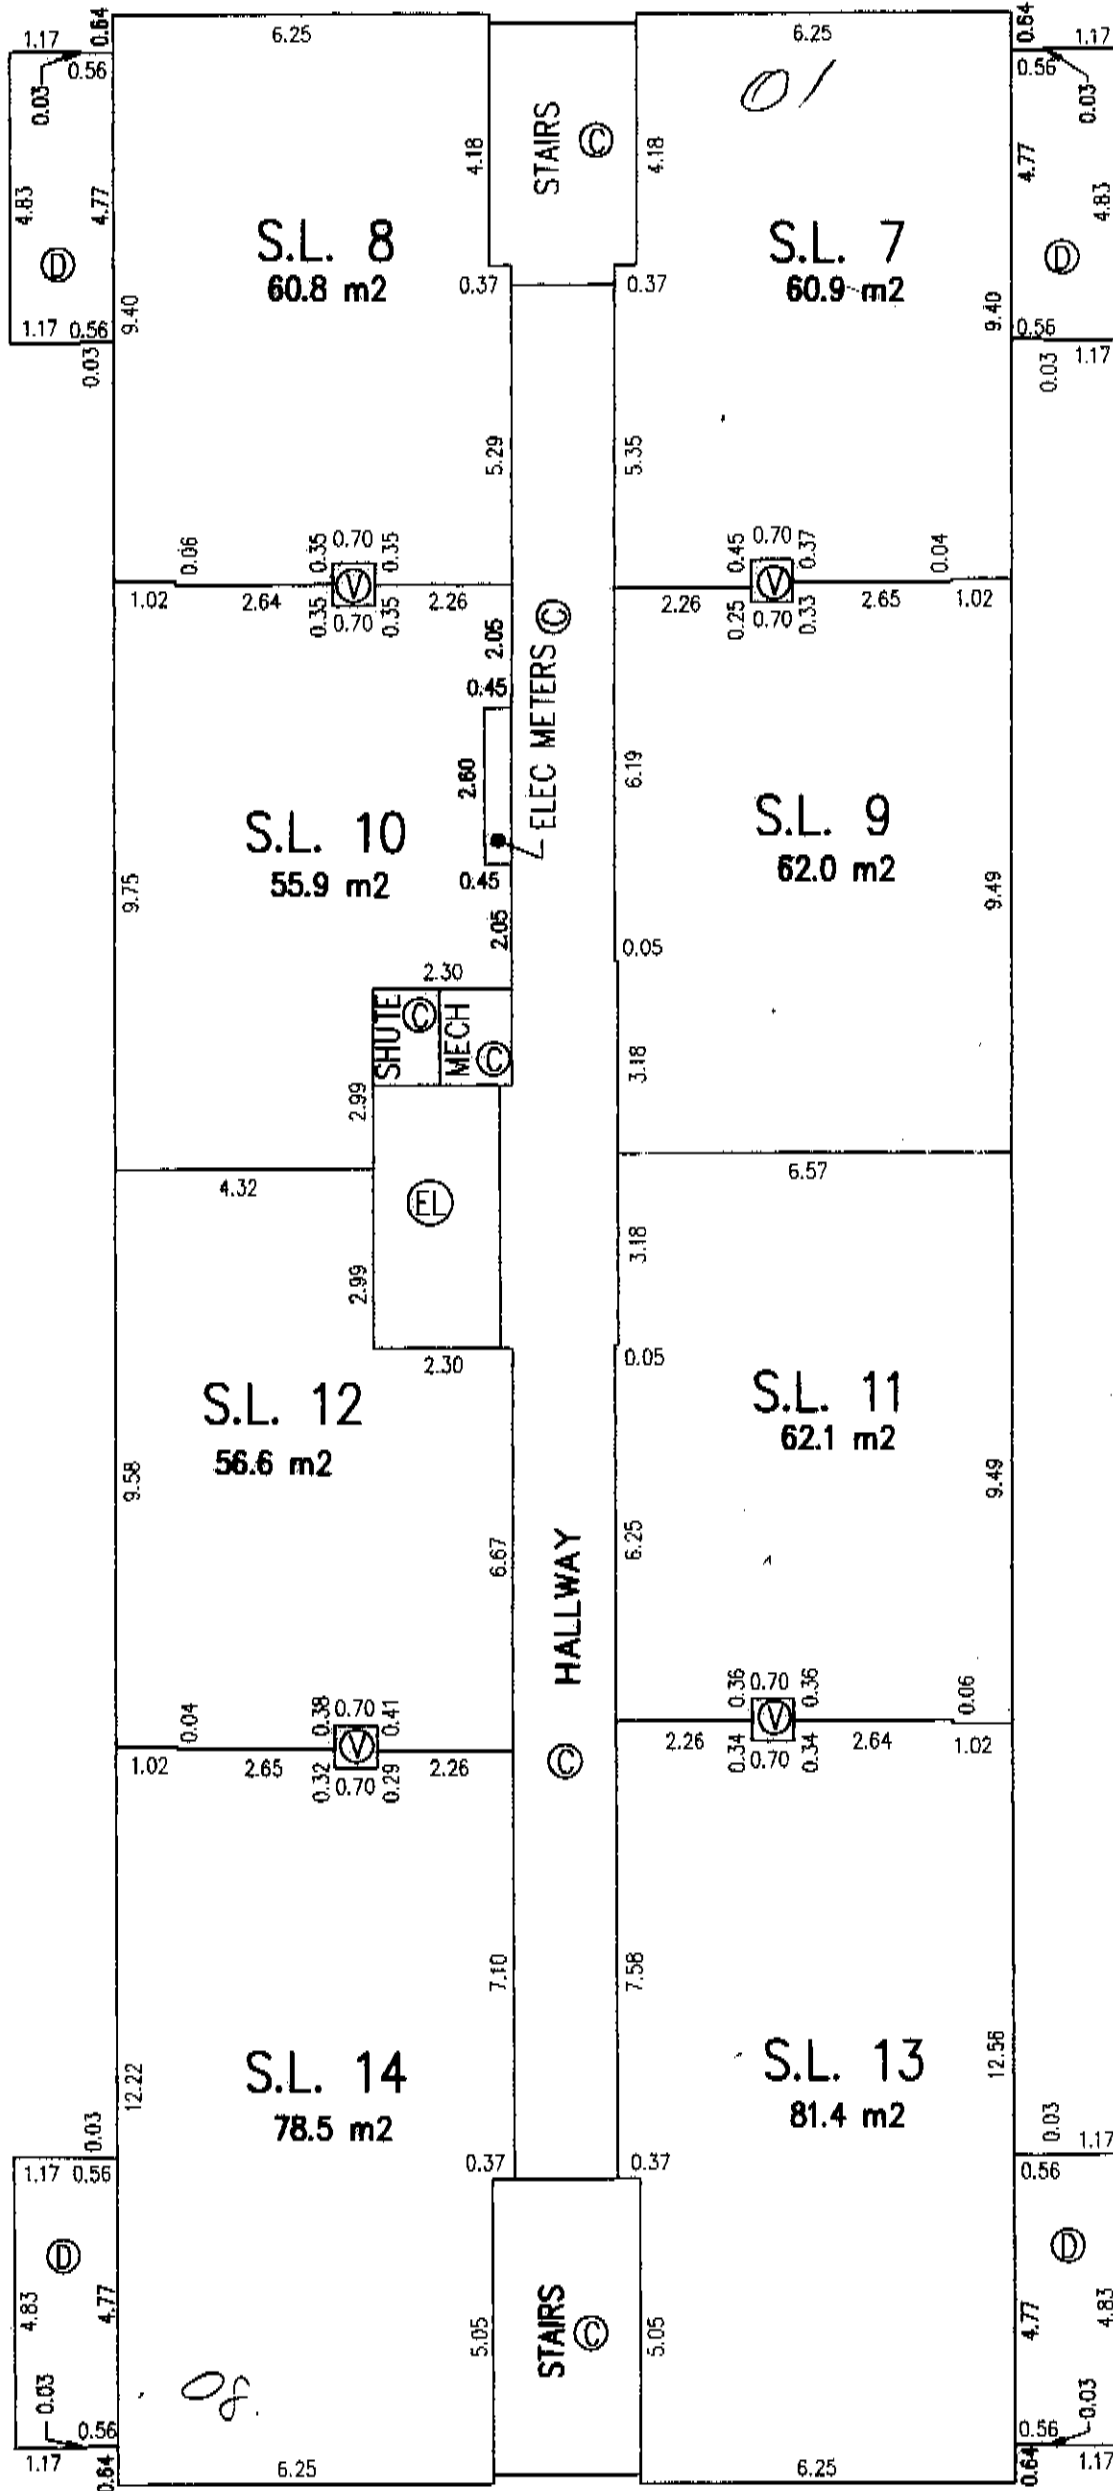 1.17 0.64 6.25 6.25 0.64 1.17
0.03 0.56 0.56 0.03
01
STAIRS C
4.18 4.18
4.83 4.77 4.77 4.83
D D
S.L. 8
60.8 m2
S.L. 7
60.9 m2
0.37 0.37
1.17 0.56 9.40 9.40 0.56 1.17
0.03 0.03
5.29 5.35
0.06 0.35 0.70 0.35 0.45 0.70 0.37 0.04
V V
1.02 2.64 0.35 0.70 0.35 2.26 2.26 0.25 0.70 0.33 2.65 1.02
2.05
0.45
ELEC METERS C
2.60
6.19
S.L. 10
55.9 m2
S.L. 9
62.0 m2
0.45
9.75 9.49
2.05
0.05
2.30
SHUTE C
MECH C
3.18
2.99
4.32
6.57
EL
2.99
3.18
2.30
0.05
S.L. 12
56.6 m2
S.L. 11
62.1 m2
9.58 9.49
6.67 6.25
HALLWAY
C
0.04 0.38 0.70 0.41 0.36 0.70 0.36 0.06
V V
1.02 2.65 0.32 0.70 0.29 2.26 2.26 0.34 0.70 0.34 2.64 1.02
7.10 7.58
S.L. 14
78.5 m2
S.L. 13
81.4 m2
12.22 12.56
0.03 0.03
1.17 0.56 0.37 0.37 0.56 1.17
D D
STAIRS C
5.05 5.05
4.83 4.77 4.77 4.83
08
0.03 0.56 0.56 0.03
1.17 0.64 6.25 6.25 0.64 1.17